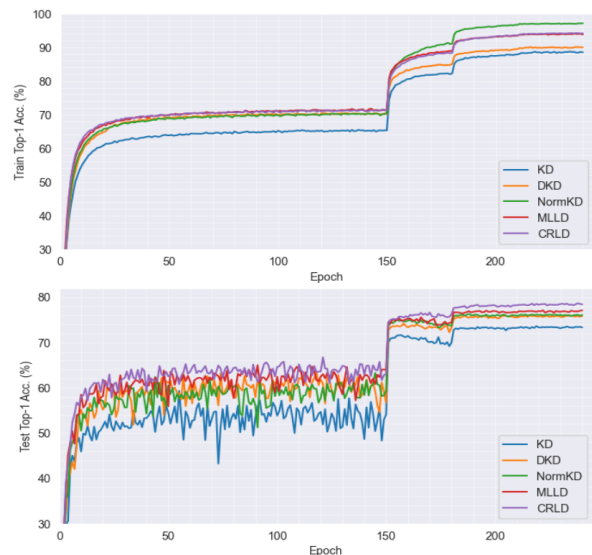 Train Top-1 Acc. (%)
100
90
80
70
60
50
40
30
0
50
100
150
200
Epoch
KD
DKD
NormKD
MLLD
CRLD
Test Top-1 Acc. (%)
80
70
60
50
40
30
0
50
100
150
200
Epoch
KD
DKD
NormKD
MLLD
CRLD